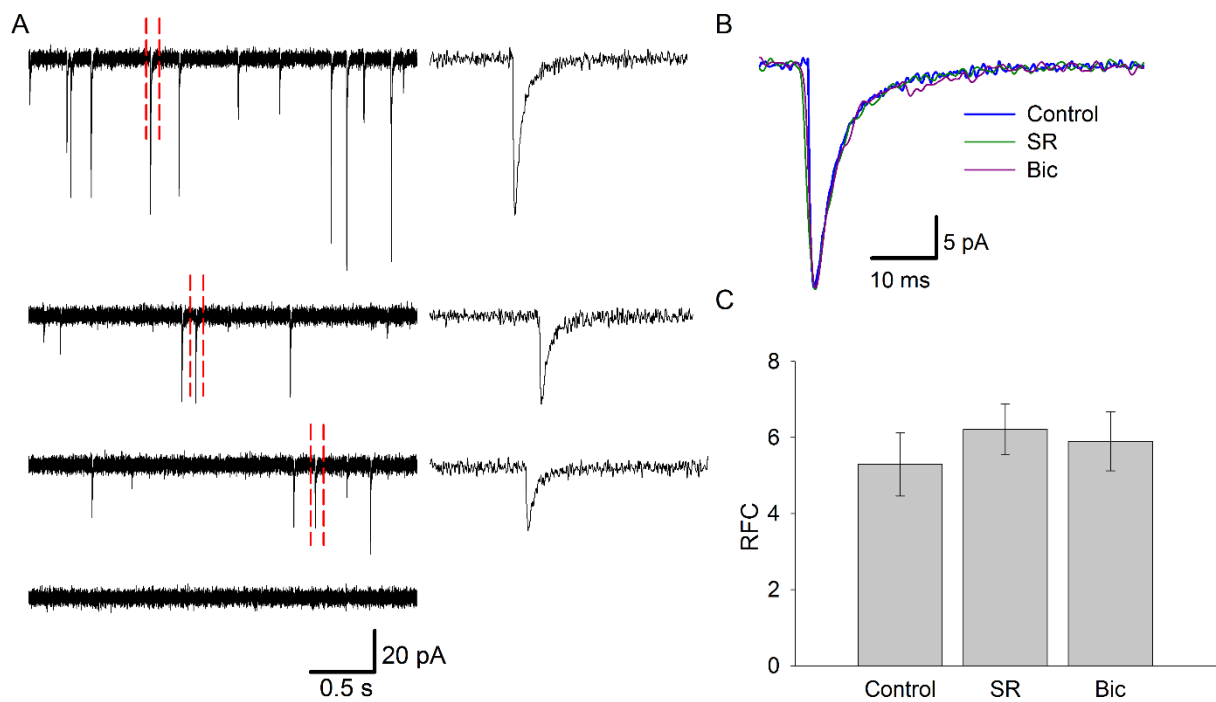 A
20 pA
0.5 s
B
Control
SR
Bic
5 pA
10 ms
C
8
6
4
2
0
RFC
Control SR Bic